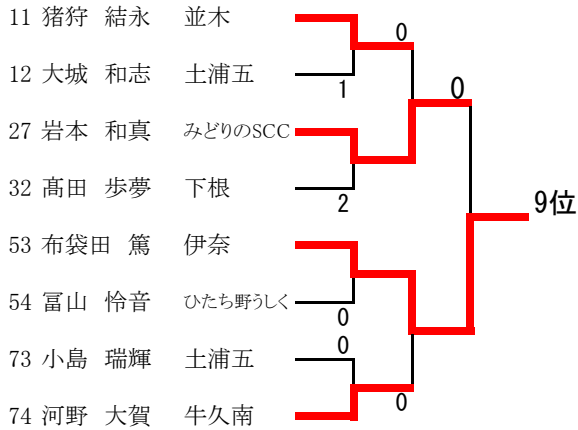 11 猪狩 結永 並木
0
12 大城 和志 土浦五
1
0
27 岩本 和真 みどりのSCC
32 髙田 歩夢 下根
2
9位
53 布袋田 篤 伊奈
54 冨山 怜音 ひたち野うしく
0
73 小島 瑞輝 土浦五
0
74 河野 大賀 牛久南
0